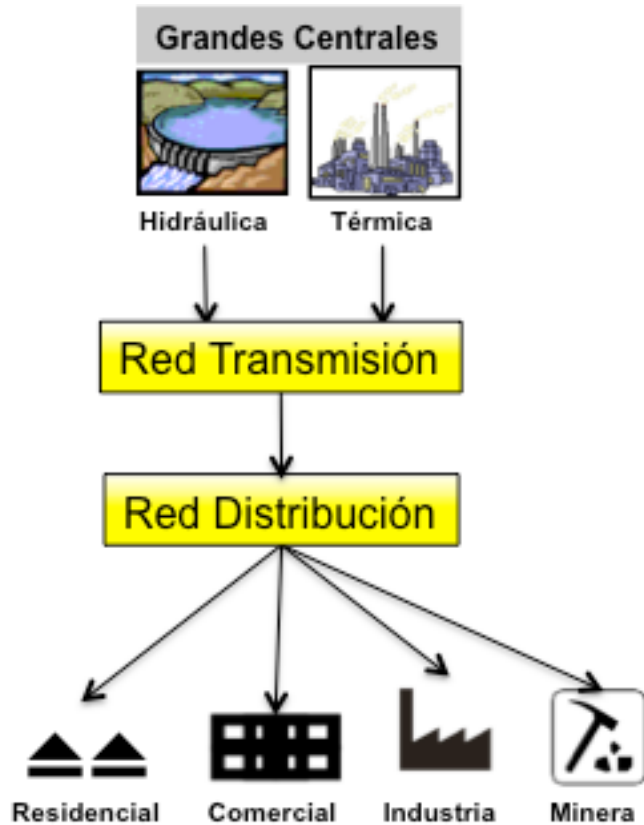 Grandes Centrales
Hidráulica Térmica
Red Transmisión
Red Distribución
Residencial Comercial Industria Minera